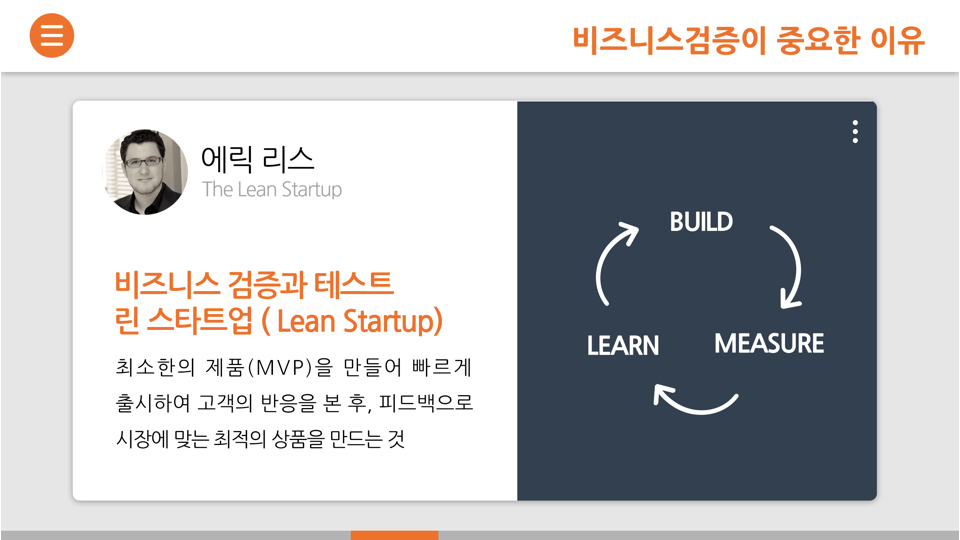 비즈니스검증이 중요한 이유
에릭 리스
The Lean Startup
비즈니스 검증과 테스트
린 스타트업 ( Lean Startup)
최소한의 제품(MVP)을 만들어 빠르게
출시하여 고객의 반응을 본 후, 피드백으로
시장에 맞는 최적의 상품을 만드는 것
BUILD
MEASURE
LEARN